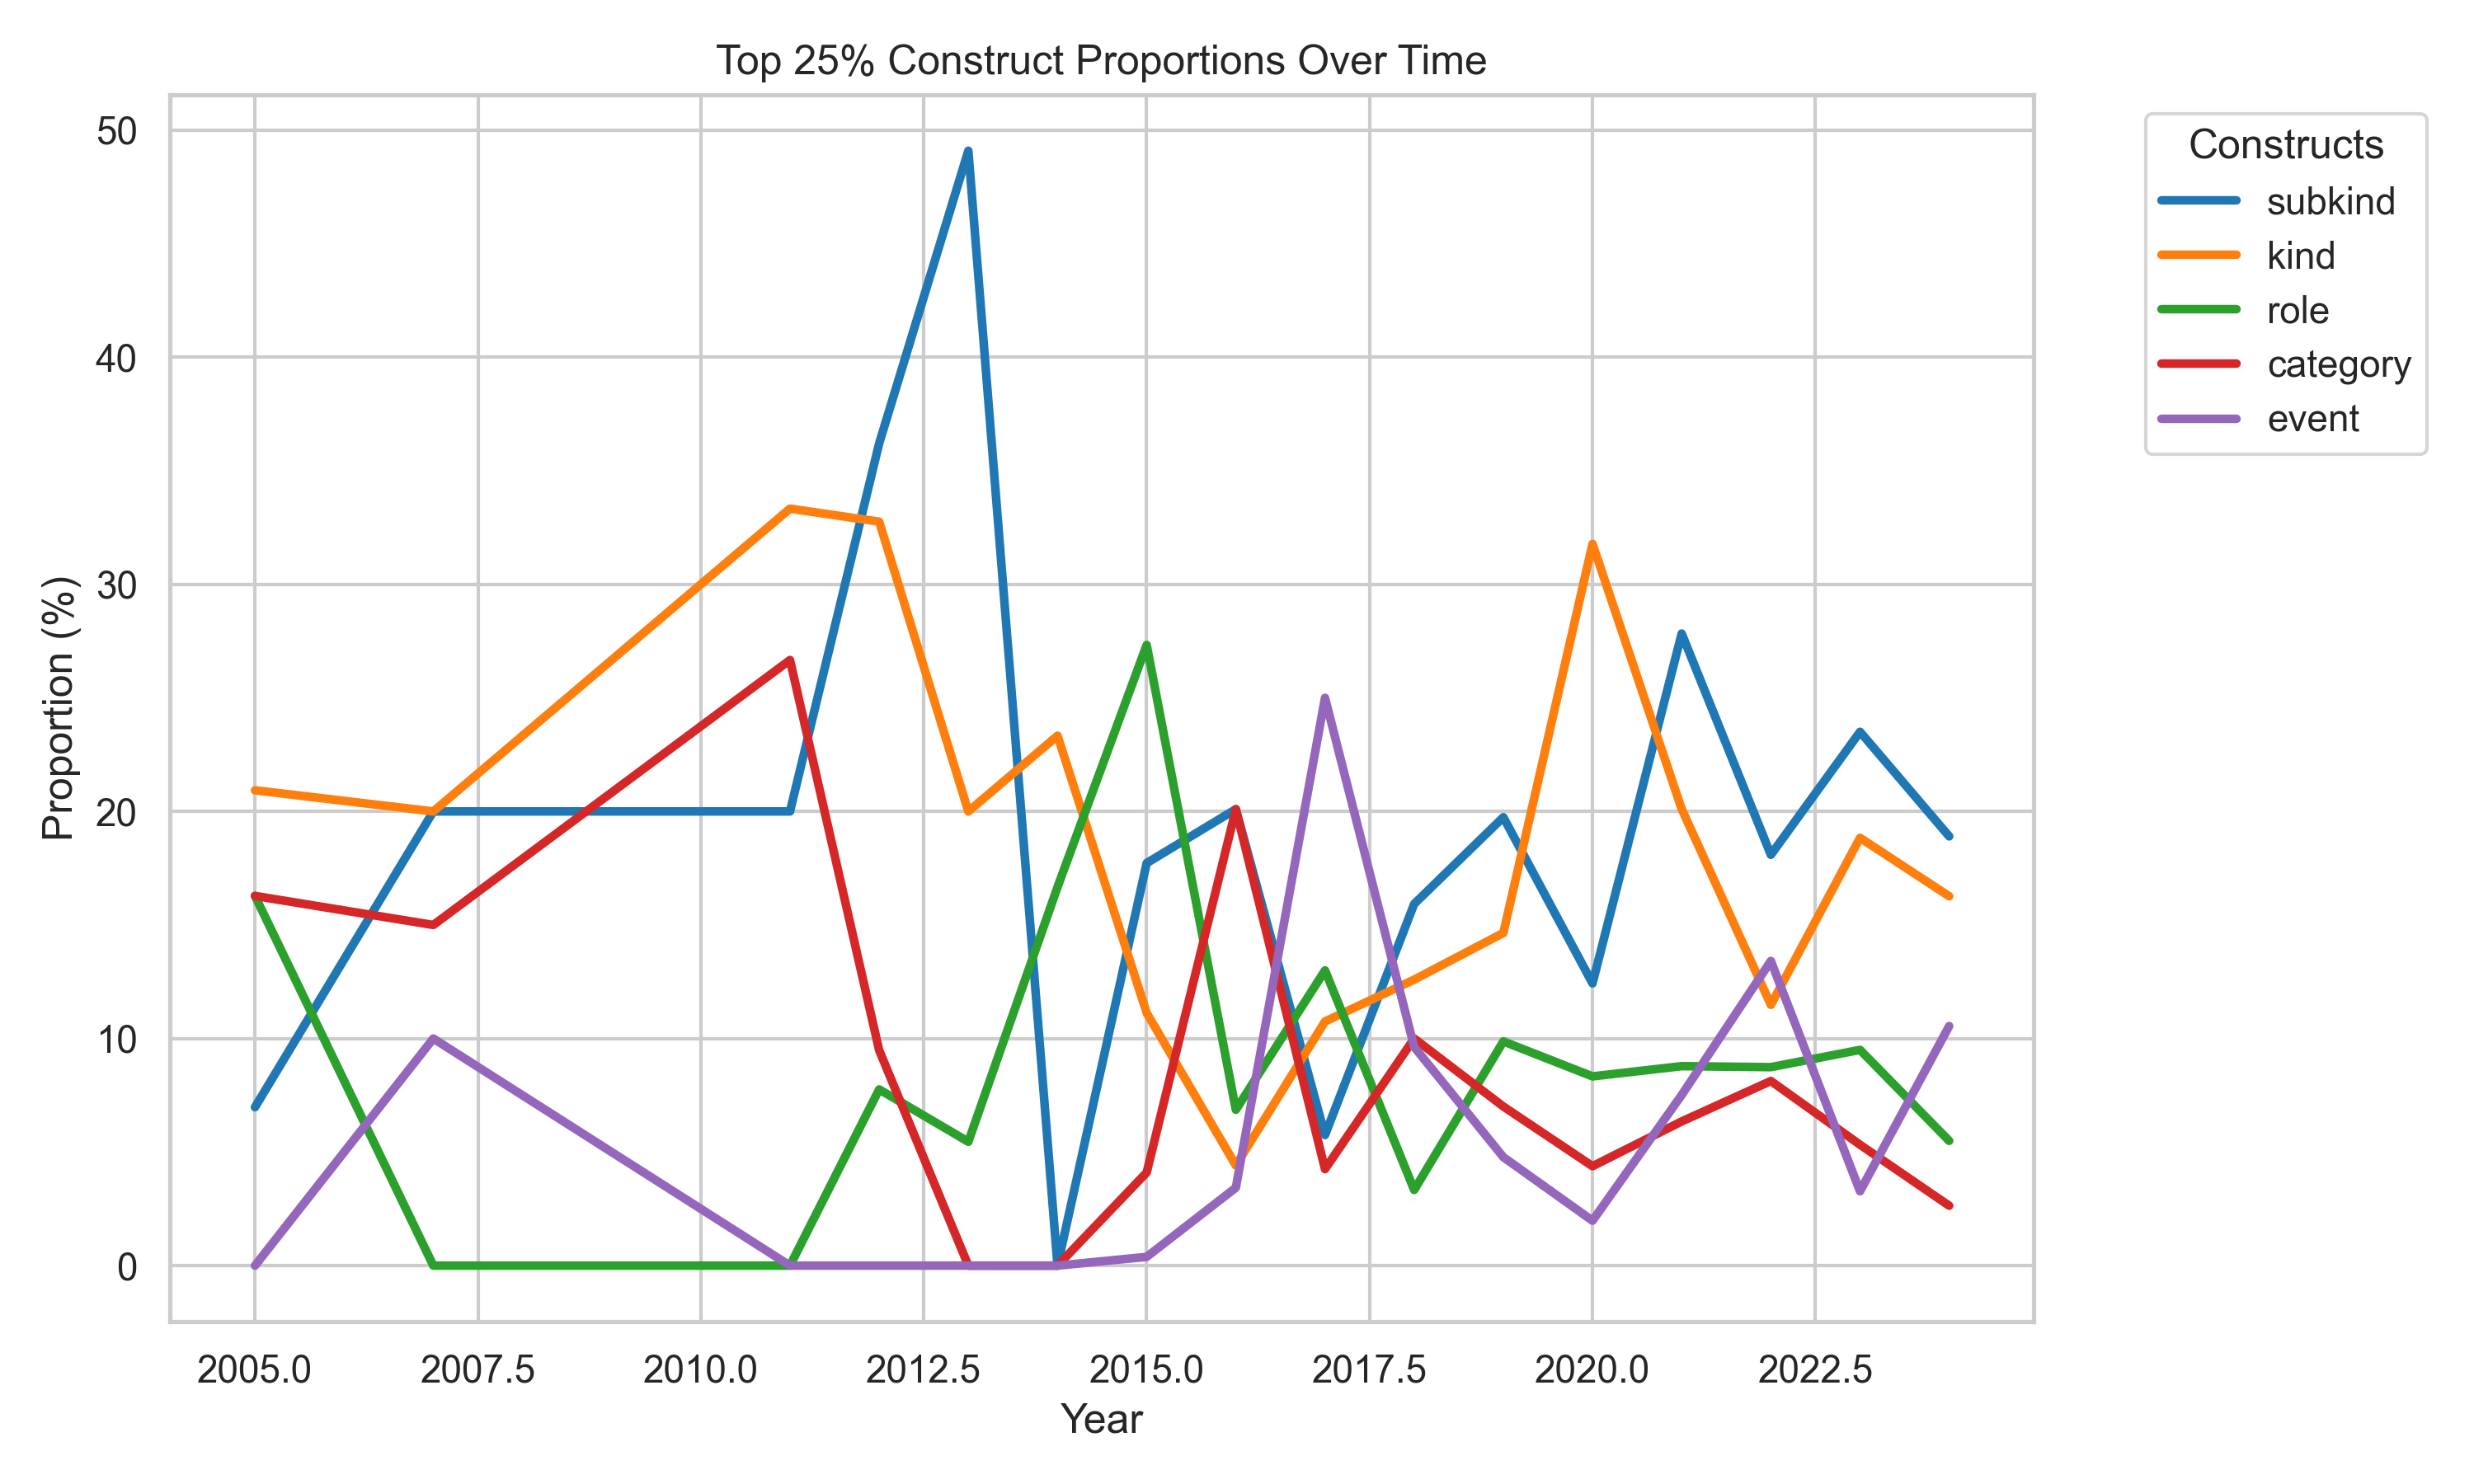 Top 25% Construct Proportions Over Time
Proportion (%)
50
40
30
20
10
0
2005.0 2007.5 2010.0 2012.5 2015.0 2017.5 2020.0 2022.5
Year
Constructs
subkind
kind
role
category
event